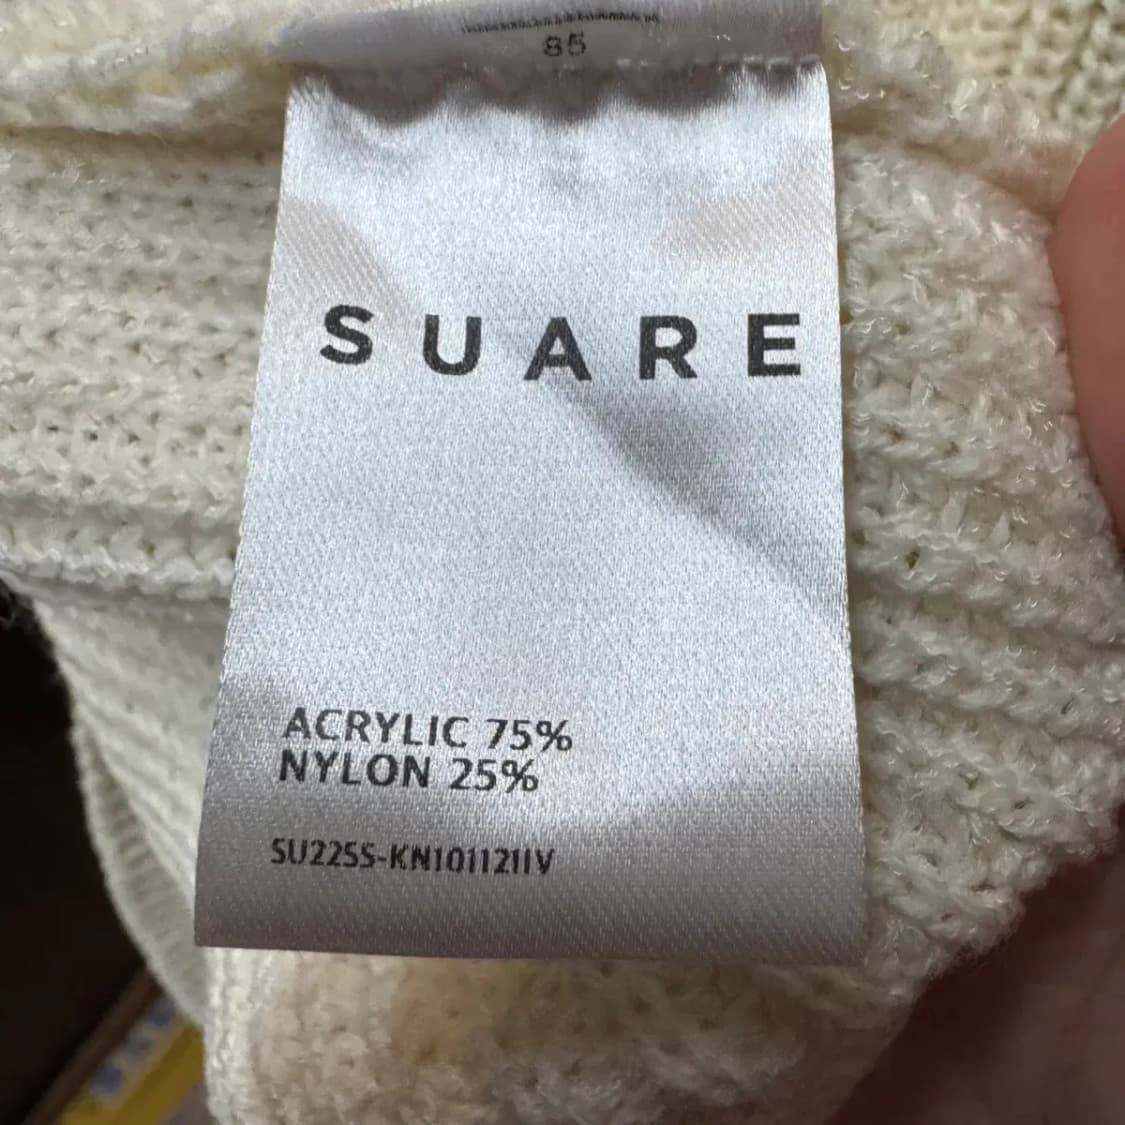 85
SUARE
ACRYLIC 75%
NYLON 25%
SU22SS-KN101121IV